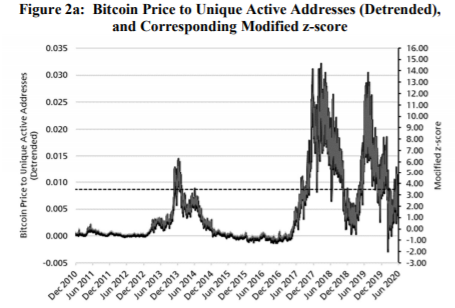 Figure 2a: Bitcoin Price to Unique Active Addresses (Detrended),
and Corresponding Modified z-score
Bitcoin Price to Unique Active Addresses
(Detrended)
0.035
0.030
0.025
0.020
0.015
0.010
0.005
0.000
-0.005
16.00
15.00
14.00
13.00
12.00
11.00
10.00
9.00
8.00
7.00
6.00
5.00
4.00
3.00
2.00
1.00
0.00
-1.00
-2.00
-3.00
Modified z-score
Dec 2010
Jun 2011
Dec 2011
Jun 2012
Dec 2012
Jun 2013
Dec 2013
Jun 2014
Dec 2014
Jun 2015
Dec 2015
Jun 2016
Dec 2016
Jun 2017
Dec 2017
Jun 2018
Dec 2018
Jun 2019
Dec 2019
Jun 2020